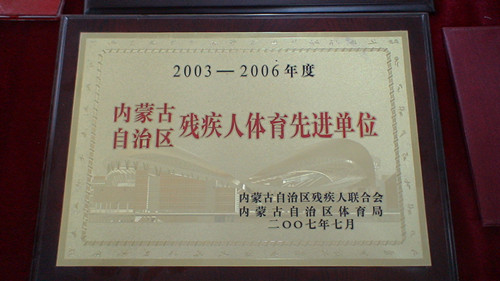 2003—2006年度
内蒙古
自治区
残疾人体育先进单位
内蒙古自治区残疾人联合会
内蒙古自治区体育局
二〇〇七年七月